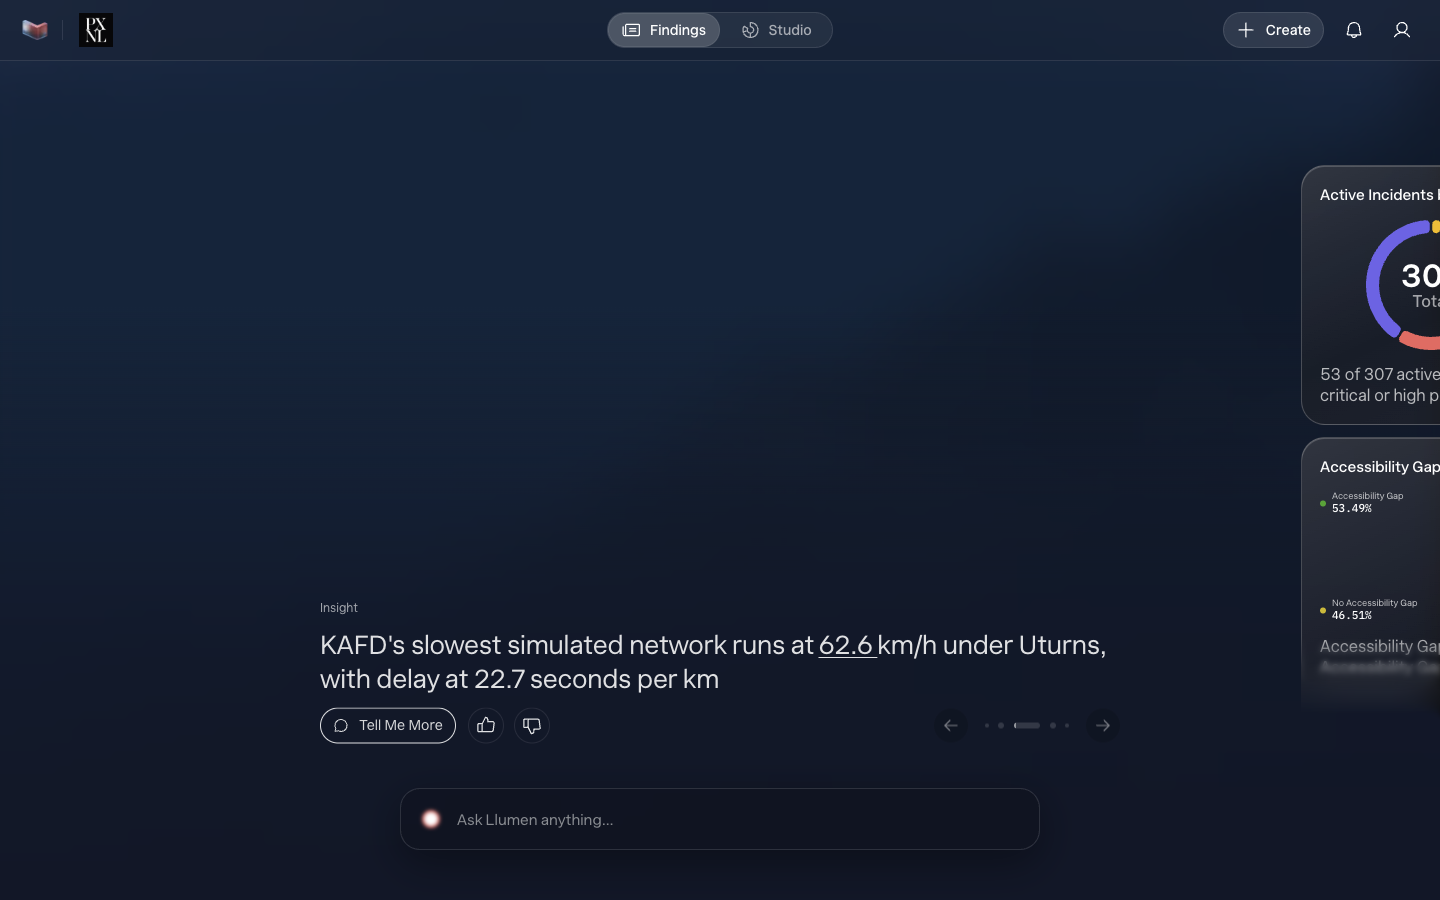 PX
NL
Findings
Studio
Create
Active Incidents
30
Tota
53 of 307 active
critical or high p
Accessibility Gap
Accessibility Gap
53.49%
No Accessibility Gap
46.51%
Accessibility Gap
Insight
KAFD's slowest simulated network runs at 62.6 km/h under Uturns,
with delay at 22.7 seconds per km
Tell Me More
Ask Llumen anything...